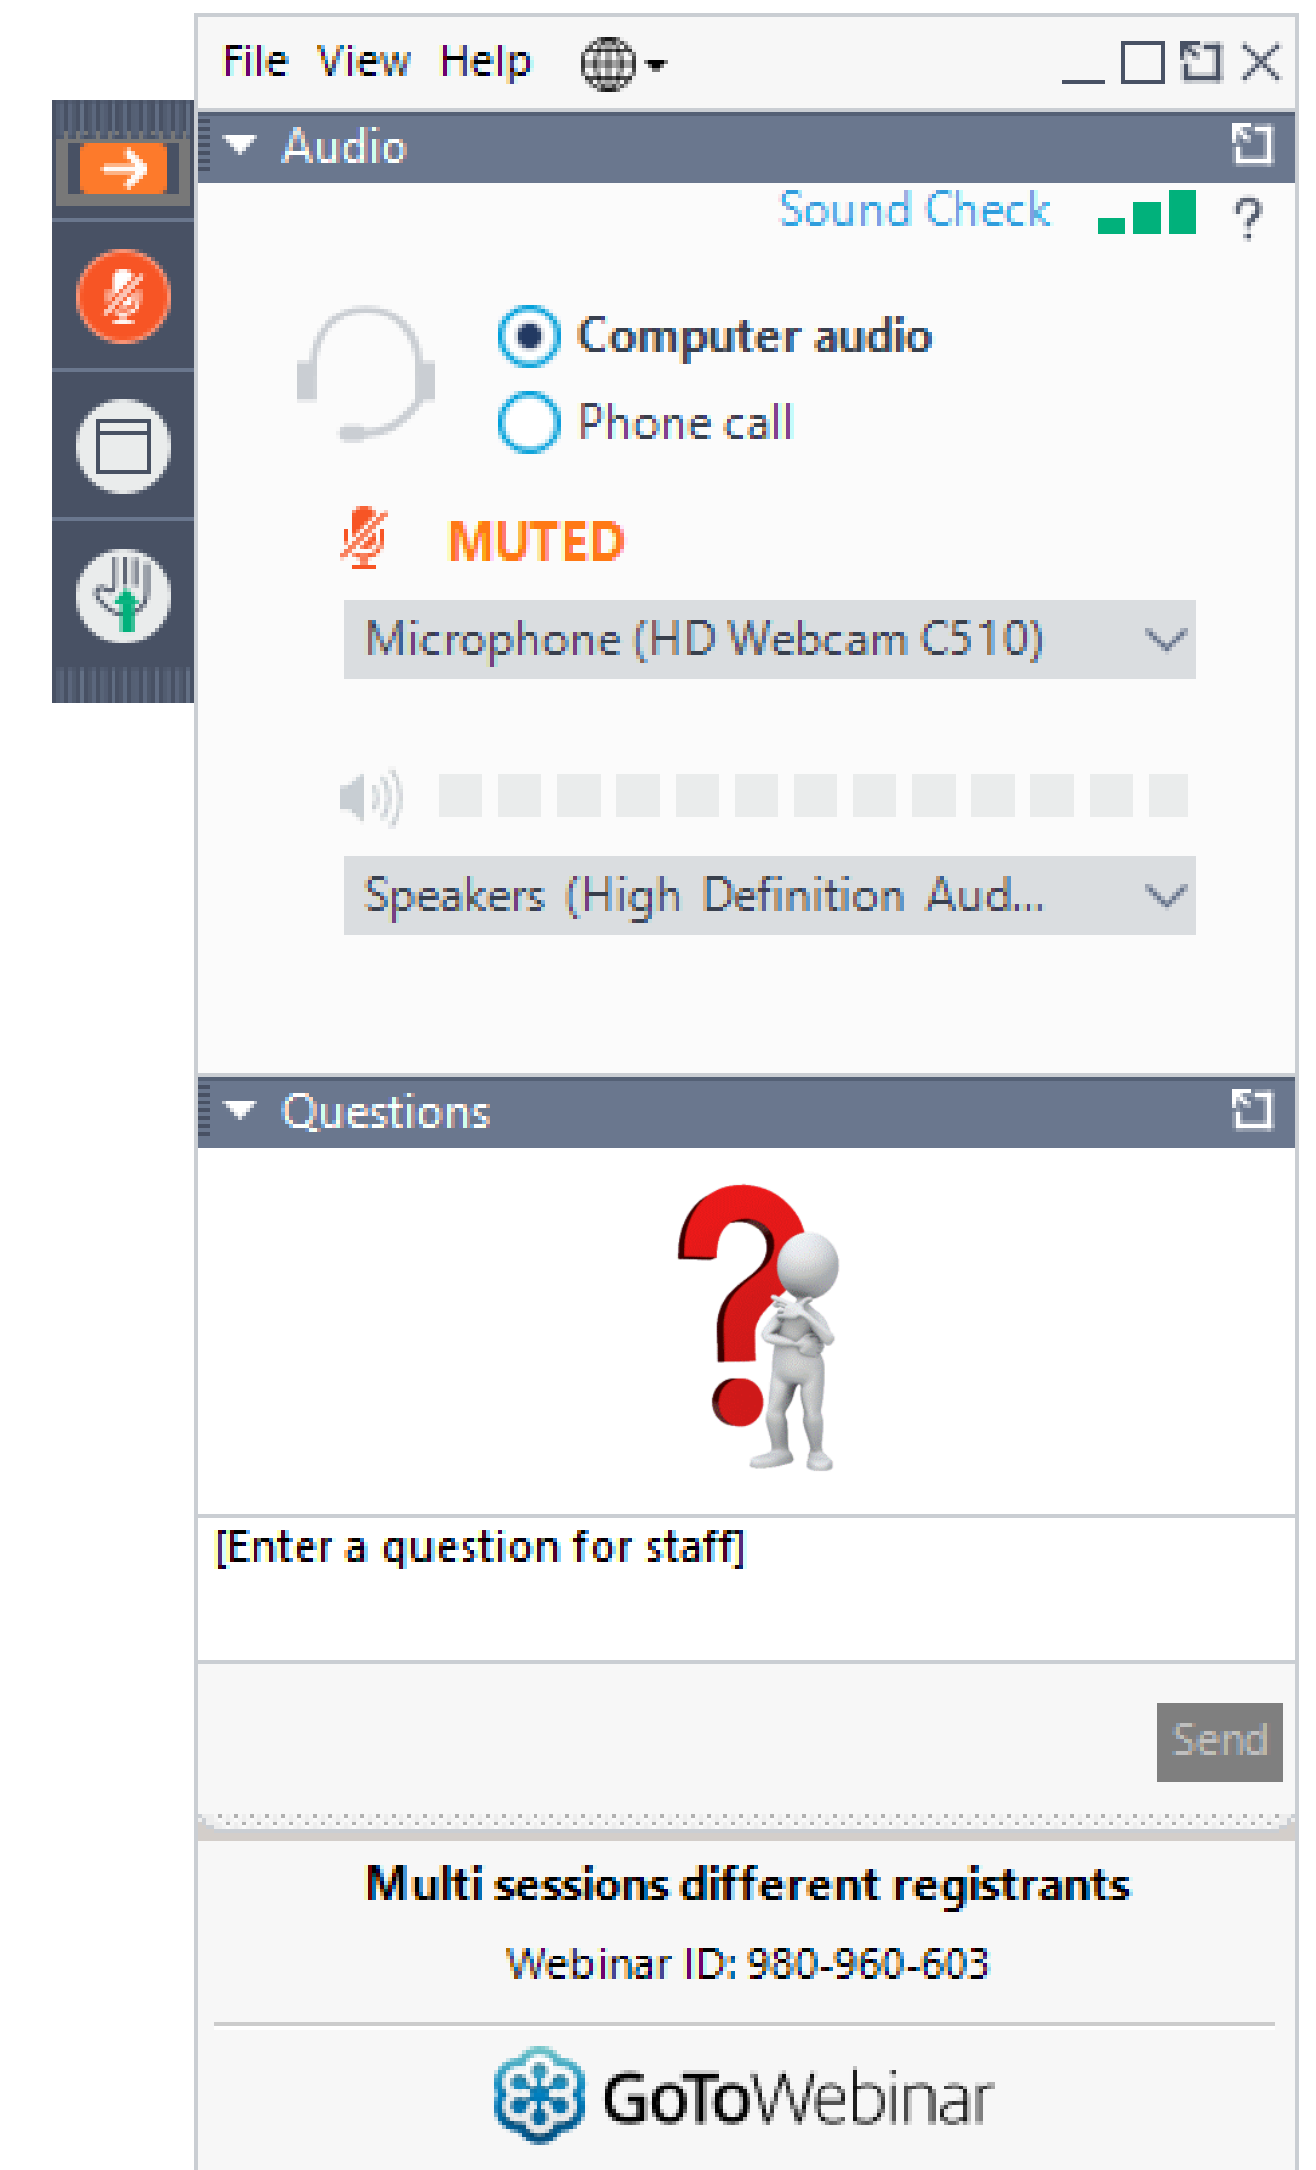 File View Help
Audio
Sound Check ?
Computer audio
Phone call
MUTED
Microphone (HD Webcam C510)
Speakers (High Definition Aud...
Questions
[Enter a question for staff]
Send
Multi sessions different registrants
Webinar ID: 980-960-603
GoToWebinar